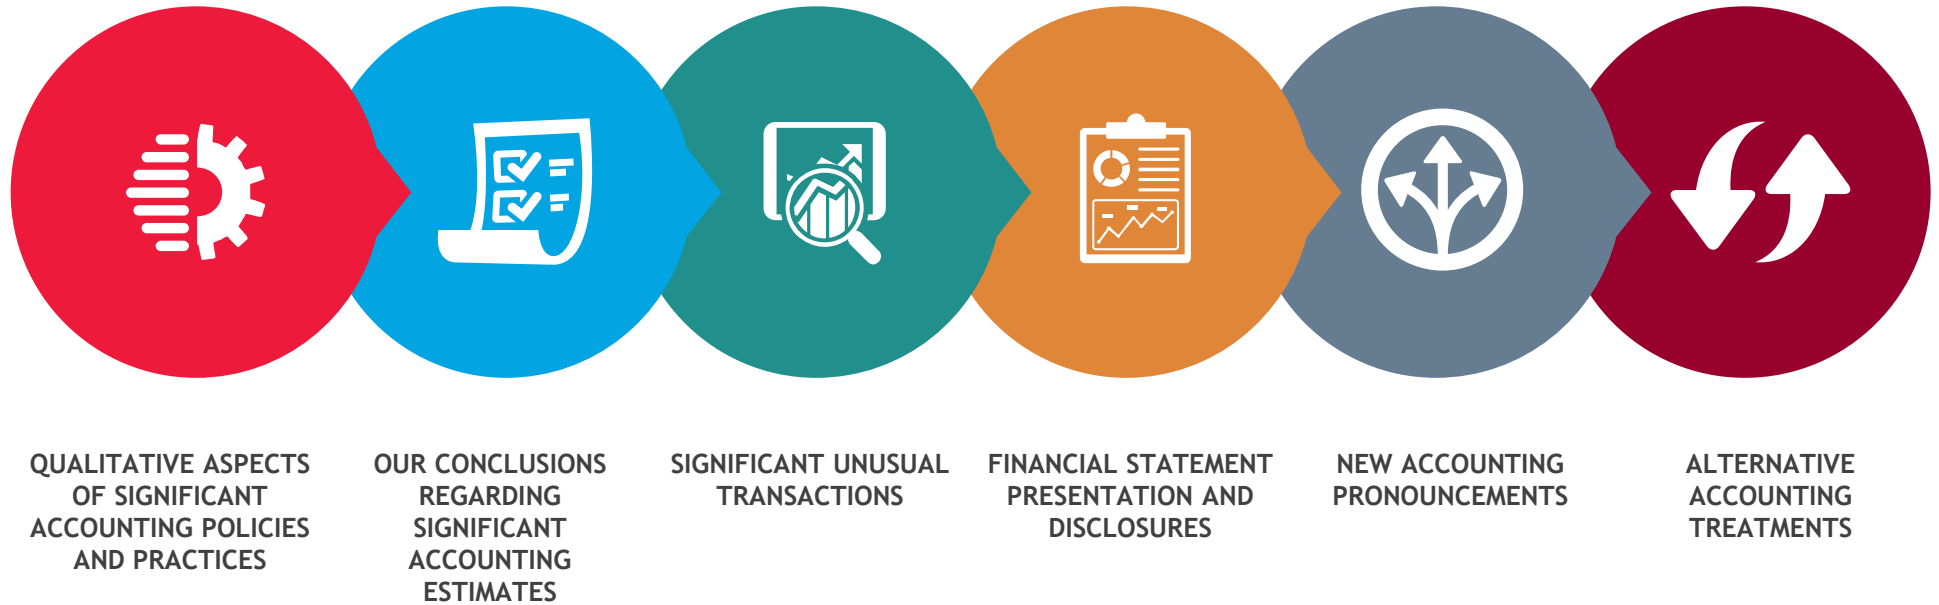 QUALITATIVE ASPECTS
OF SIGNIFICANT
ACCOUNTING POLICIES
AND PRACTICES
OUR CONCLUSIONS
REGARDING
SIGNIFICANT
ACCOUNTING
ESTIMATES
SIGNIFICANT UNUSUAL
TRANSACTIONS
FINANCIAL STATEMENT
PRESENTATION AND
DISCLOSURES
NEW ACCOUNTING
PRONOUNCEMENTS
ALTERNATIVE
ACCOUNTING
TREATMENTS